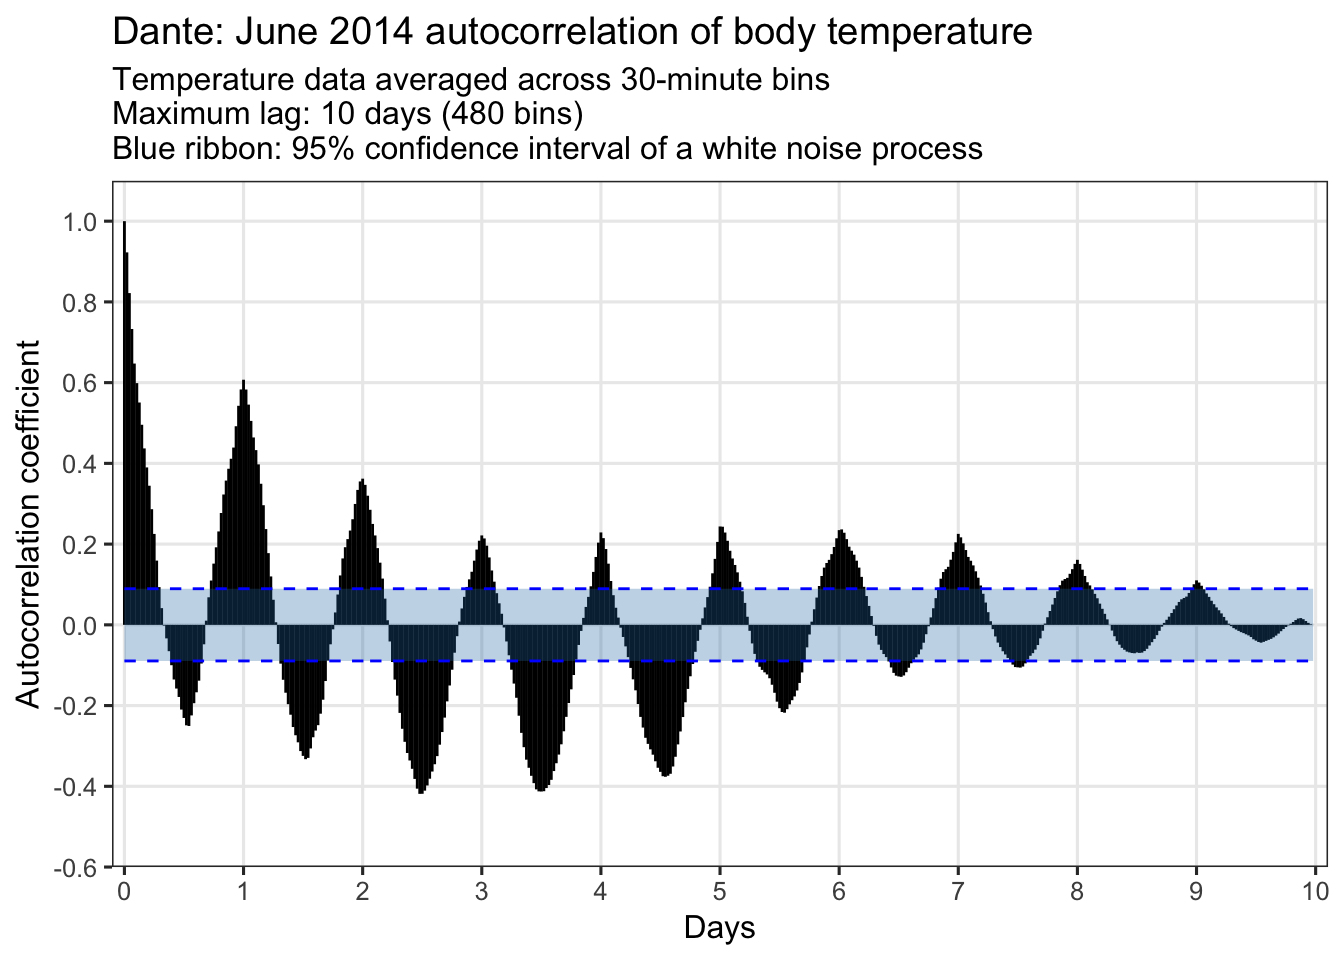 Dante: June 2014 autocorrelation of body temperature
Temperature data averaged across 30-minute bins
Maximum lag: 10 days (480 bins)
Blue ribbon: 95% confidence interval of a white noise process
Autocorrelation coefficient
1.0
0.8
0.6
0.4
0.2
0.0
-0.2
-0.4
-0.6
0 1 2 3 4 5 6 7 8 9 10
Days